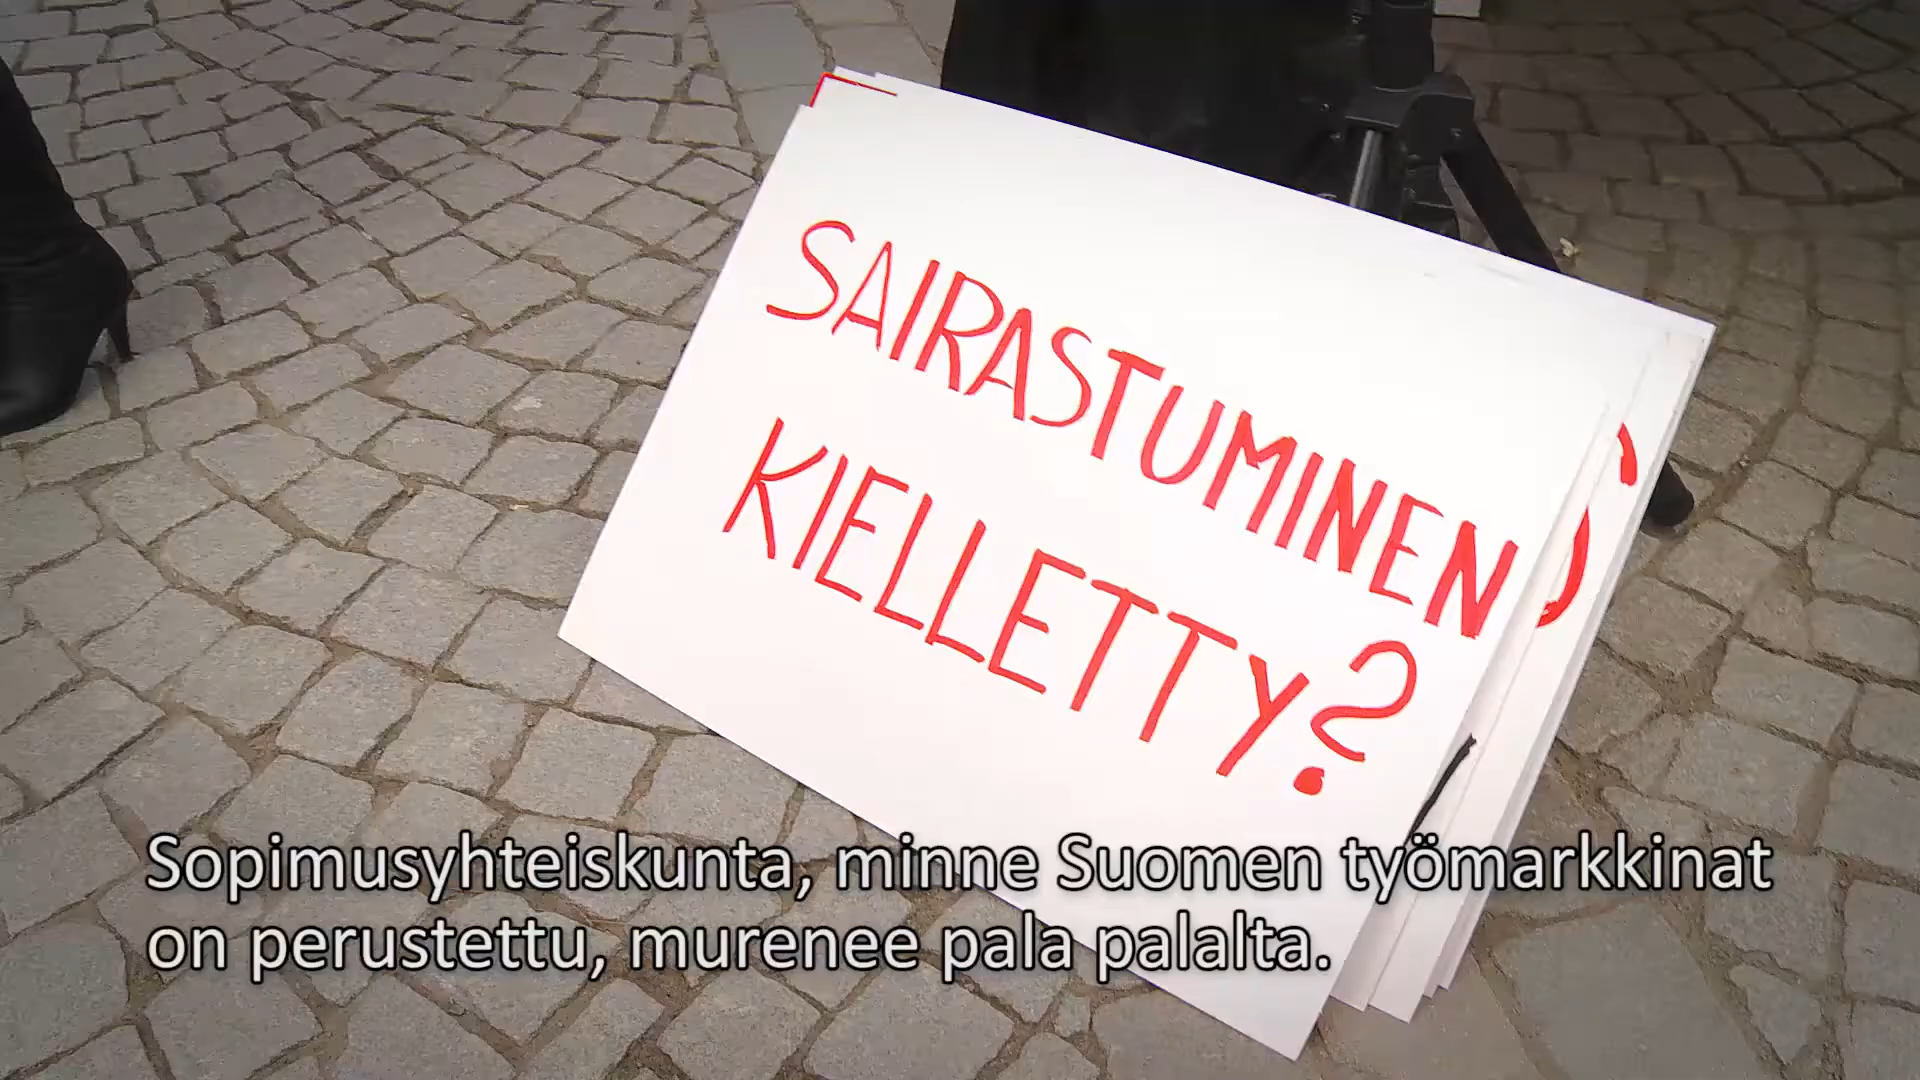 SAIRASTUMINEN
KIELLETTY?
Sopimusyhteiskunta, minne Suomen työmarkkinat
on perustettu, murenee pala palalta.